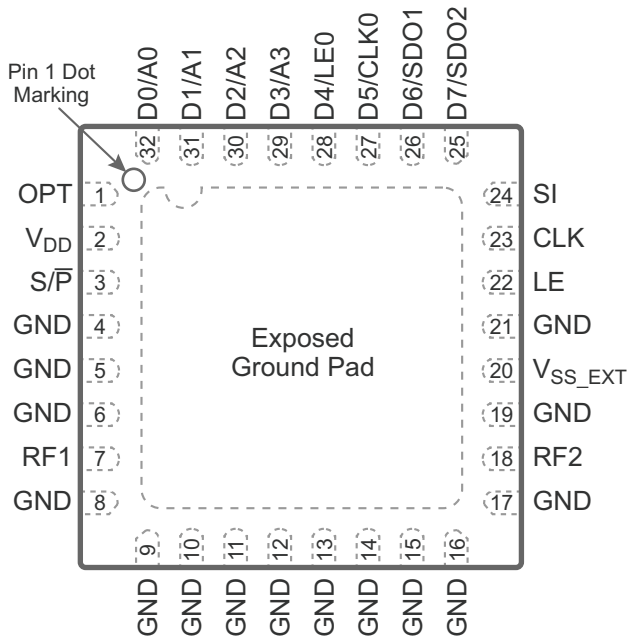 Pin 1 Dot
Marking
D0/A0
D1/A1
D2/A2
D3/A3
D4/LE0
D5/CLK0
D6/SDO1
D7/SDO2
32
31
30
29
28
27
26
25
OPT 1
V_DD 2
S/P̅ 3
GND 4
GND 5
GND 6
RF1 7
GND 8
Exposed
Ground Pad
24 SI
23 CLK
22 LE
21 GND
20 V_SS_EXT
19 GND
18 RF2
17 GND
9
10
11
12
13
14
15
16
GND
GND
GND
GND
GND
GND
GND
GND